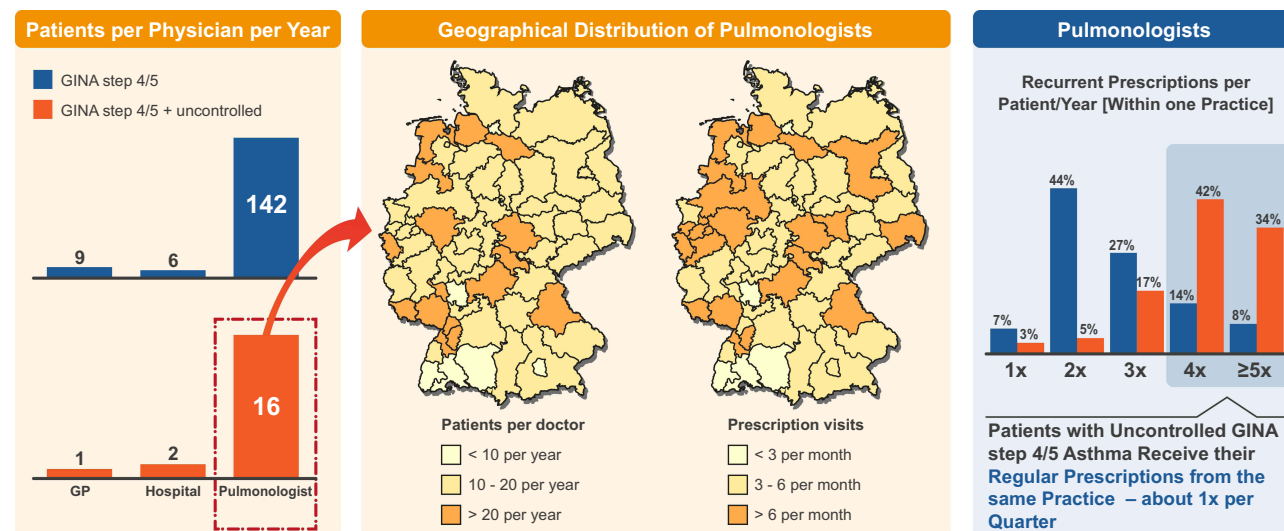 Patients per Physician per Year
GINA step 4/5
GINA step 4/5 + uncontrolled
142
9
6
16
1
2
GP
Hospital
Pulmonologist
Geographical Distribution of Pulmonologists
Patients per doctor
< 10 per year
10 - 20 per year
> 20 per year
Prescription visits
< 3 per month
3 - 6 per month
> 6 per month
Pulmonologists
Recurrent Prescriptions per
Patient/Year [Within one Practice]
7%
3%
44%
5%
27%
17%
14%
42%
8%
34%
1x
2x
3x
4x
≥5x
Patients with Uncontrolled GINA
step 4/5 Asthma Receive their
Regular Prescriptions from the
same Practice – about 1x per
Quarter